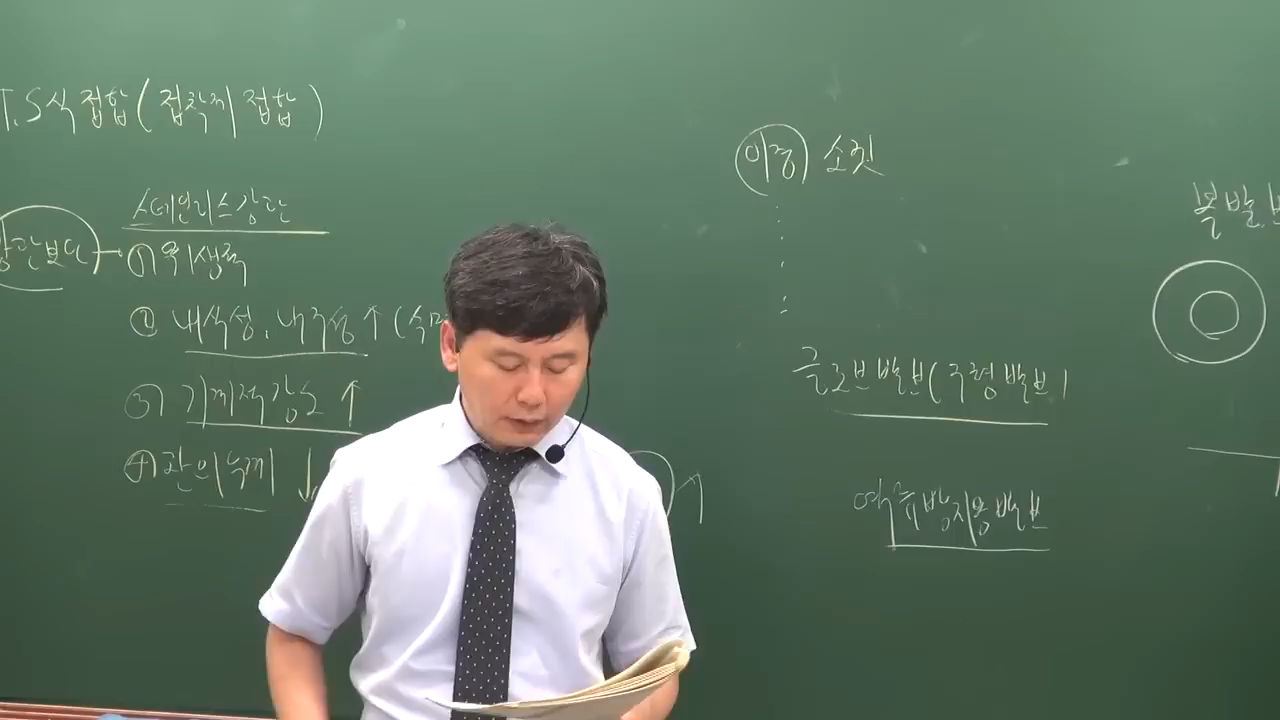 T.S식 접합(접착제 접합)
스테인리스강관
강관보다 → ① 위생적
② 내식성, 내구성 ↑ (수명
③ 기계적강도 ↑
④ 관의 두께 ↓
이중 소켓
글로브 밸브(구형 밸브)
역류방지용 밸브
볼 밸브